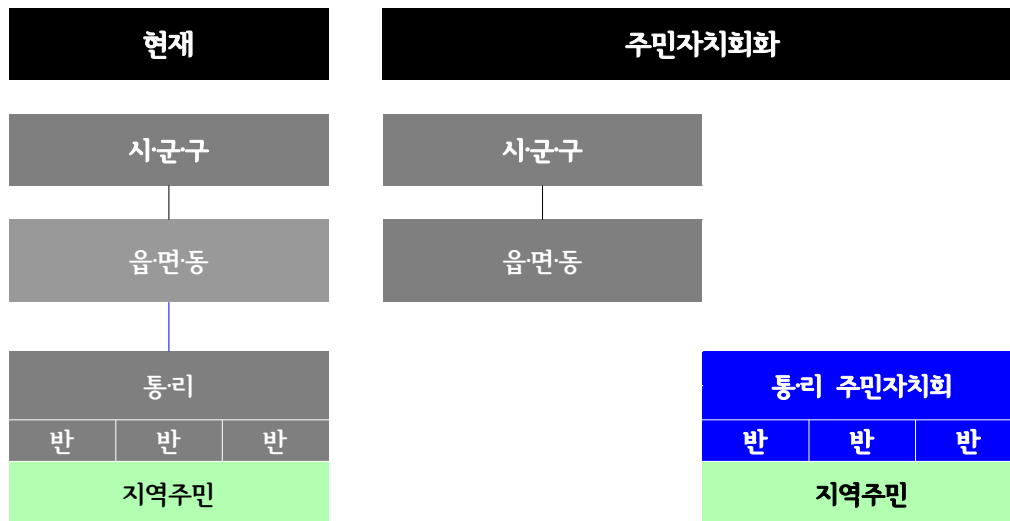 현재
주민자치회화
시·군·구
시·군·구
읍·면·동
읍·면·동
통·리
통·리 주민자치회
반 반 반
반 반 반
지역주민
지역주민